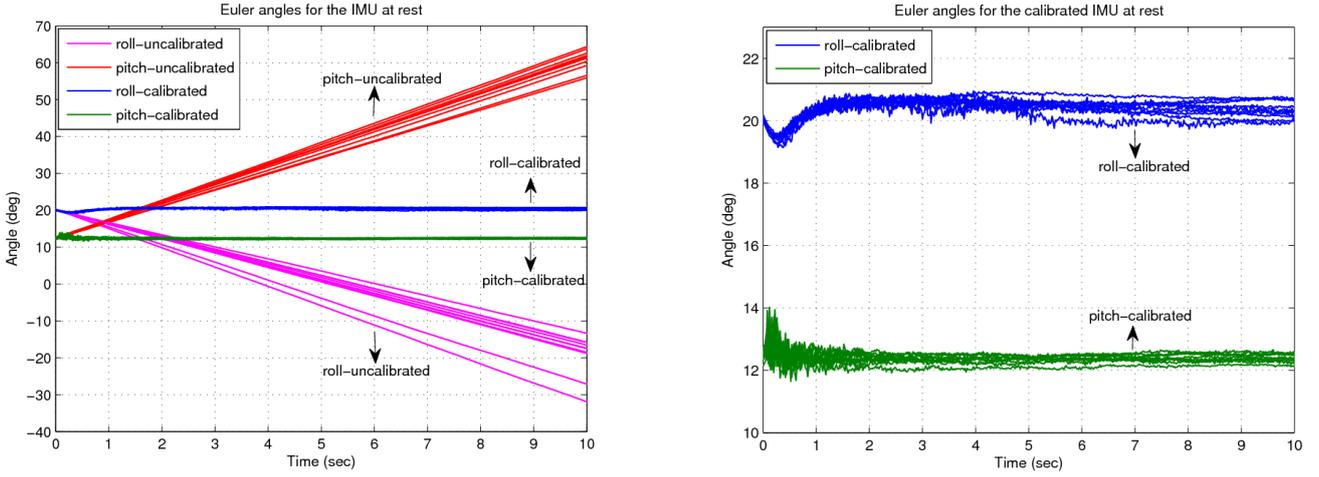 Euler angles for the IMU at rest
70
60
50
40
30
20
10
0
−10
−20
−30
−40
Angle (deg)
roll−uncalibrated
pitch−uncalibrated
roll−calibrated
pitch−calibrated
pitch−uncalibrated
roll−calibrated
pitch−calibrated
roll−uncalibrated
0 1 2 3 4 5 6 7 8 9 10
Time (sec)
Euler angles for the calibrated IMU at rest
22
20
18
16
14
12
10
Angle (deg)
roll−calibrated
pitch−calibrated
roll−calibrated
pitch−calibrated
0 1 2 3 4 5 6 7 8 9 10
Time (sec)